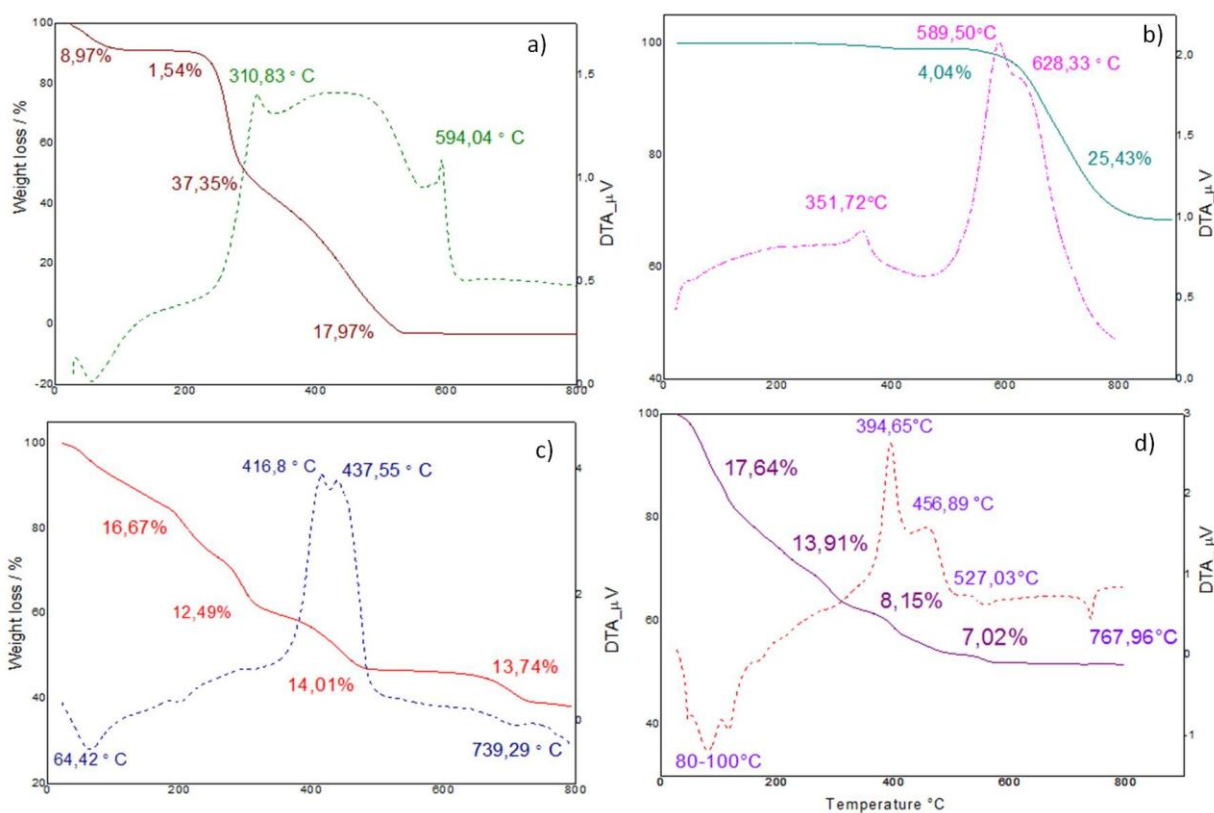 a)
Weight loss / %
100
80
60
40
20
0
-20
0
200
400
600
800
1,5
1,0
0,5
0,0
DTA_µV
8,97%
1,54%
310,83 ° C
594,04 ° C
37,35%
17,97%
b)
100
80
60
40
0
200
400
600
800
2,0
1,5
1,0
0,5
0,0
DTA_µV
589,50°C
628,33 ° C
4,04%
25,43%
351,72°C
c)
Weight loss / %
100
80
60
40
20
0
200
400
600
800
4
2
0
DTA_µV
416,8 ° C
437,55 ° C
16,67%
12,49%
14,01%
13,74%
64,42 ° C
739,29 ° C
d)
100
80
60
40
0
200
400
600
800
Temperature °C
3
2
1
0
-1
DTA_µV
394,65°C
17,64%
456,89 °C
13,91%
527,03°C
8,15%
7,02%
767,96°C
80-100°C